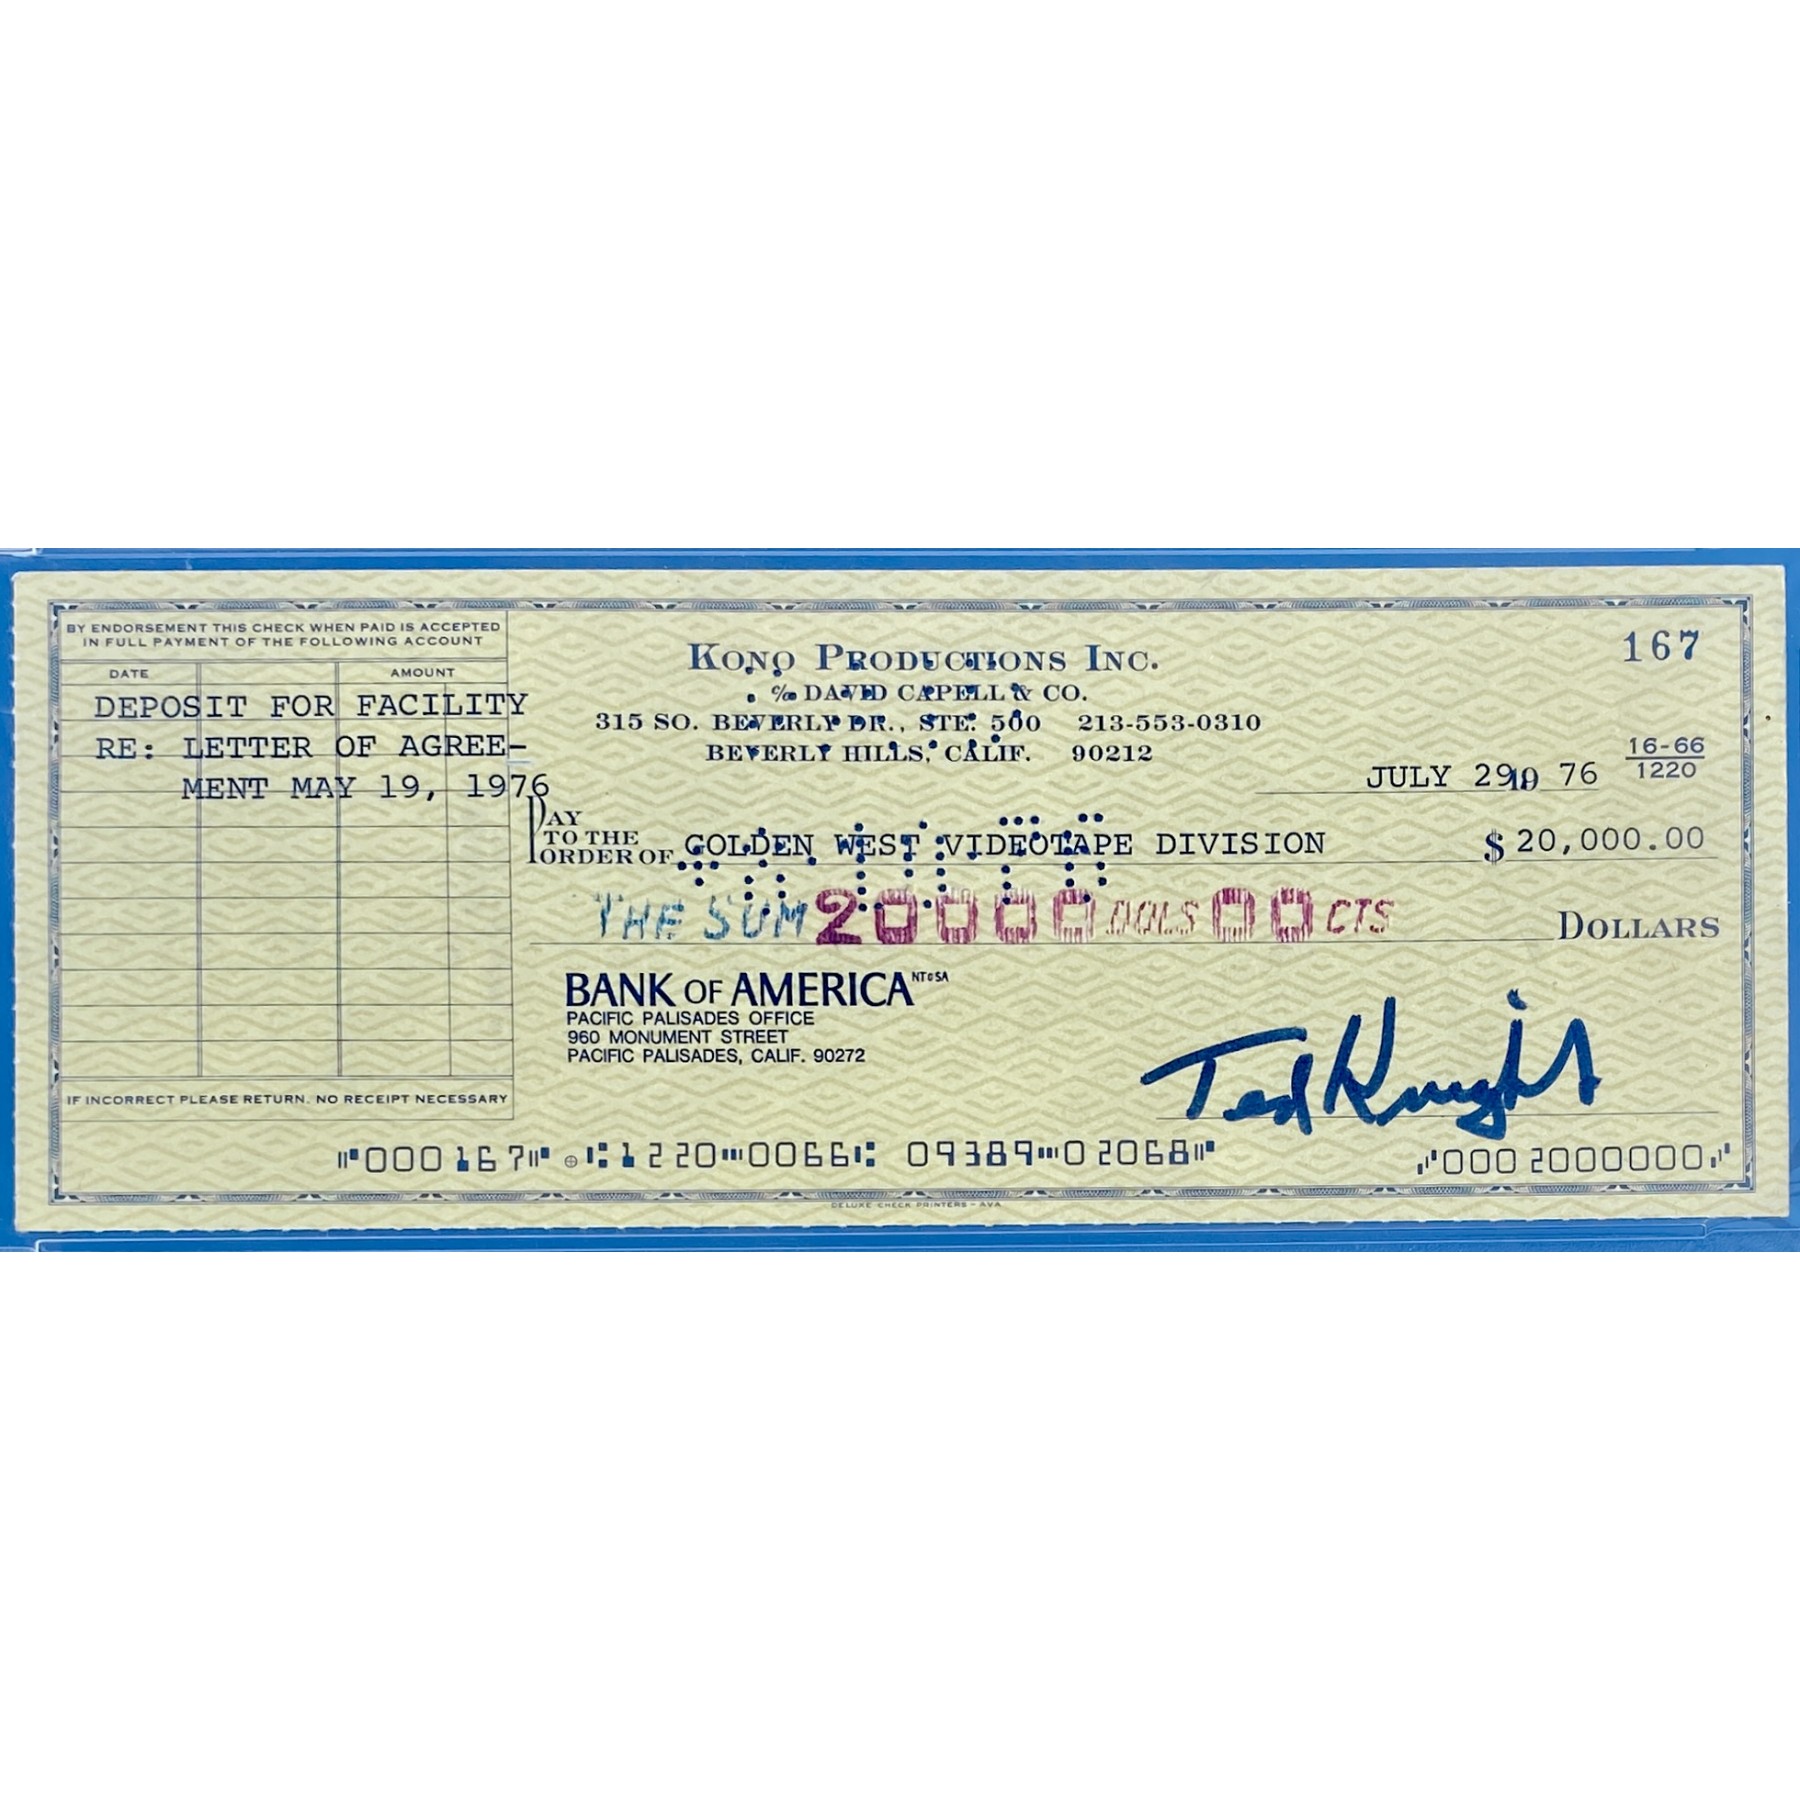 BY ENDORSEMENT THIS CHECK WHEN PAID IS ACCEPTED
IN FULL PAYMENT OF THE FOLLOWING ACCOUNT
DATE AMOUNT
DEPOSIT FOR FACILITY
RE: LETTER OF AGREE-
MENT MAY 19, 1976
IF INCORRECT PLEASE RETURN. NO RECEIPT NECESSARY
KONO PRODUCTIONS INC.
% DAVID CAPELL & CO.
315 SO. BEVERLY DR., STE. 500 213-553-0310
BEVERLY HILLS, CALIF. 90212
167
16-66
1220
JULY 29, 19 76
PAY
TO THE
ORDER OF GOLDEN WEST VIDEOTAPE DIVISION $ 20,000.00
THE SUM 20000 DOLS 00 CTS DOLLARS
BANK OF AMERICA NT&SA
PACIFIC PALISADES OFFICE
960 MONUMENT STREET
PACIFIC PALISADES, CALIF. 90272
Ted Knight
⑈000167⑈ ⑆1220⑉0066⑆ 09389⑉02068⑈ ⑇0002000000⑇
DELUXE CHECK PRINTERS - AVA